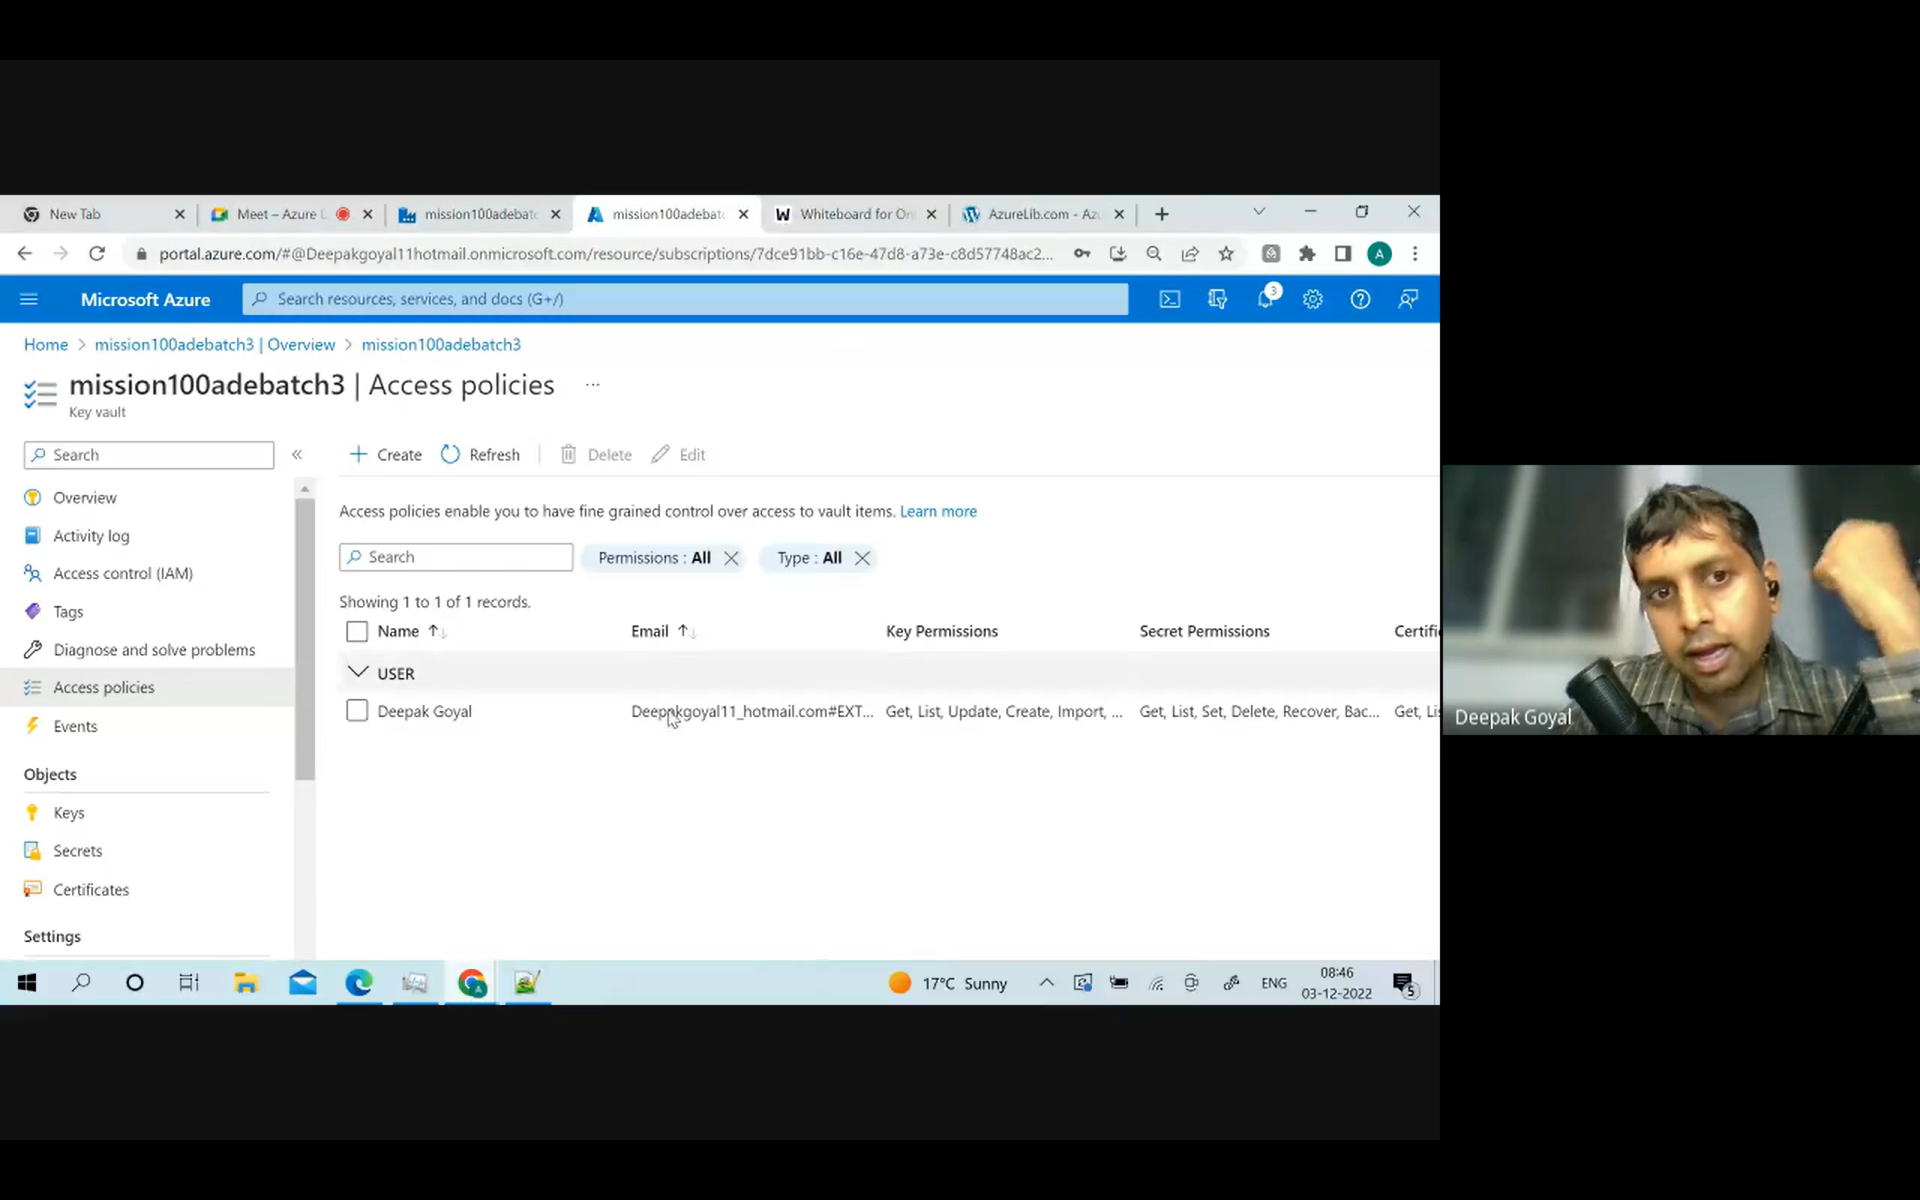 New Tab
Meet – Azure L
mission100adebatc
mission100adebatc
Whiteboard for On
AzureLib.com - Az
portal.azure.com/#@Deepakgoyal11hotmail.onmicrosoft.com/resource/subscriptions/7dce91bb-c16e-47d8-a73e-c8d57748ac2...
A
Microsoft Azure
Search resources, services, and docs (G+/)
3
Home > mission100adebatch3 | Overview > mission100adebatch3
mission100adebatch3 | Access policies ...
Key vault
Search
«
Create
Refresh
Delete
Edit
Overview
Activity log
Access control (IAM)
Tags
Diagnose and solve problems
Access policies
Events
Objects
Keys
Secrets
Certificates
Settings
Access policies enable you to have fine grained control over access to vault items. Learn more
Search
Permissions : All
Type : All
Showing 1 to 1 of 1 records.
Name ↑↓ Email ↑↓ Key Permissions Secret Permissions Certific
USER
Deepak Goyal Deepakgoyal11_hotmail.com#EXT... Get, List, Update, Create, Import, ... Get, List, Set, Delete, Recover, Bac... Get, Lis
Deepak Goyal
17°C Sunny
ENG
08:46
03-12-2022
5